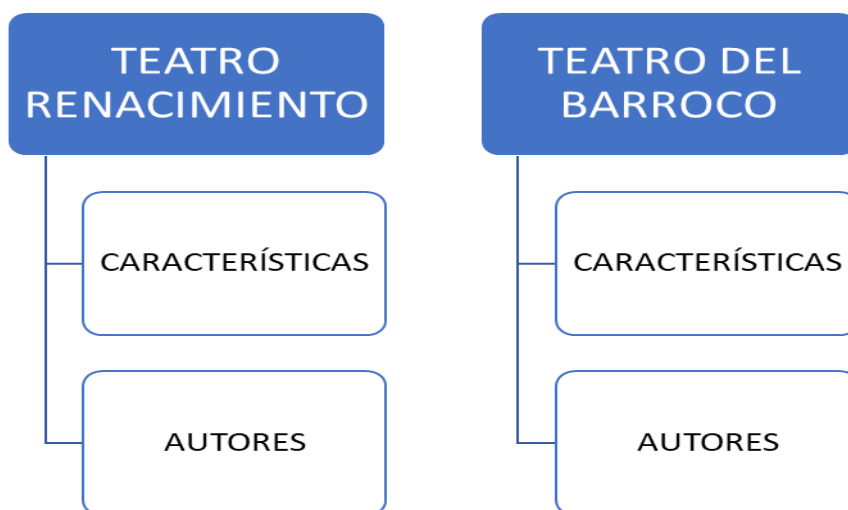 TEATRO
RENACIMIENTO
CARACTERÍSTICAS
AUTORES
TEATRO DEL
BARROCO
CARACTERÍSTICAS
AUTORES